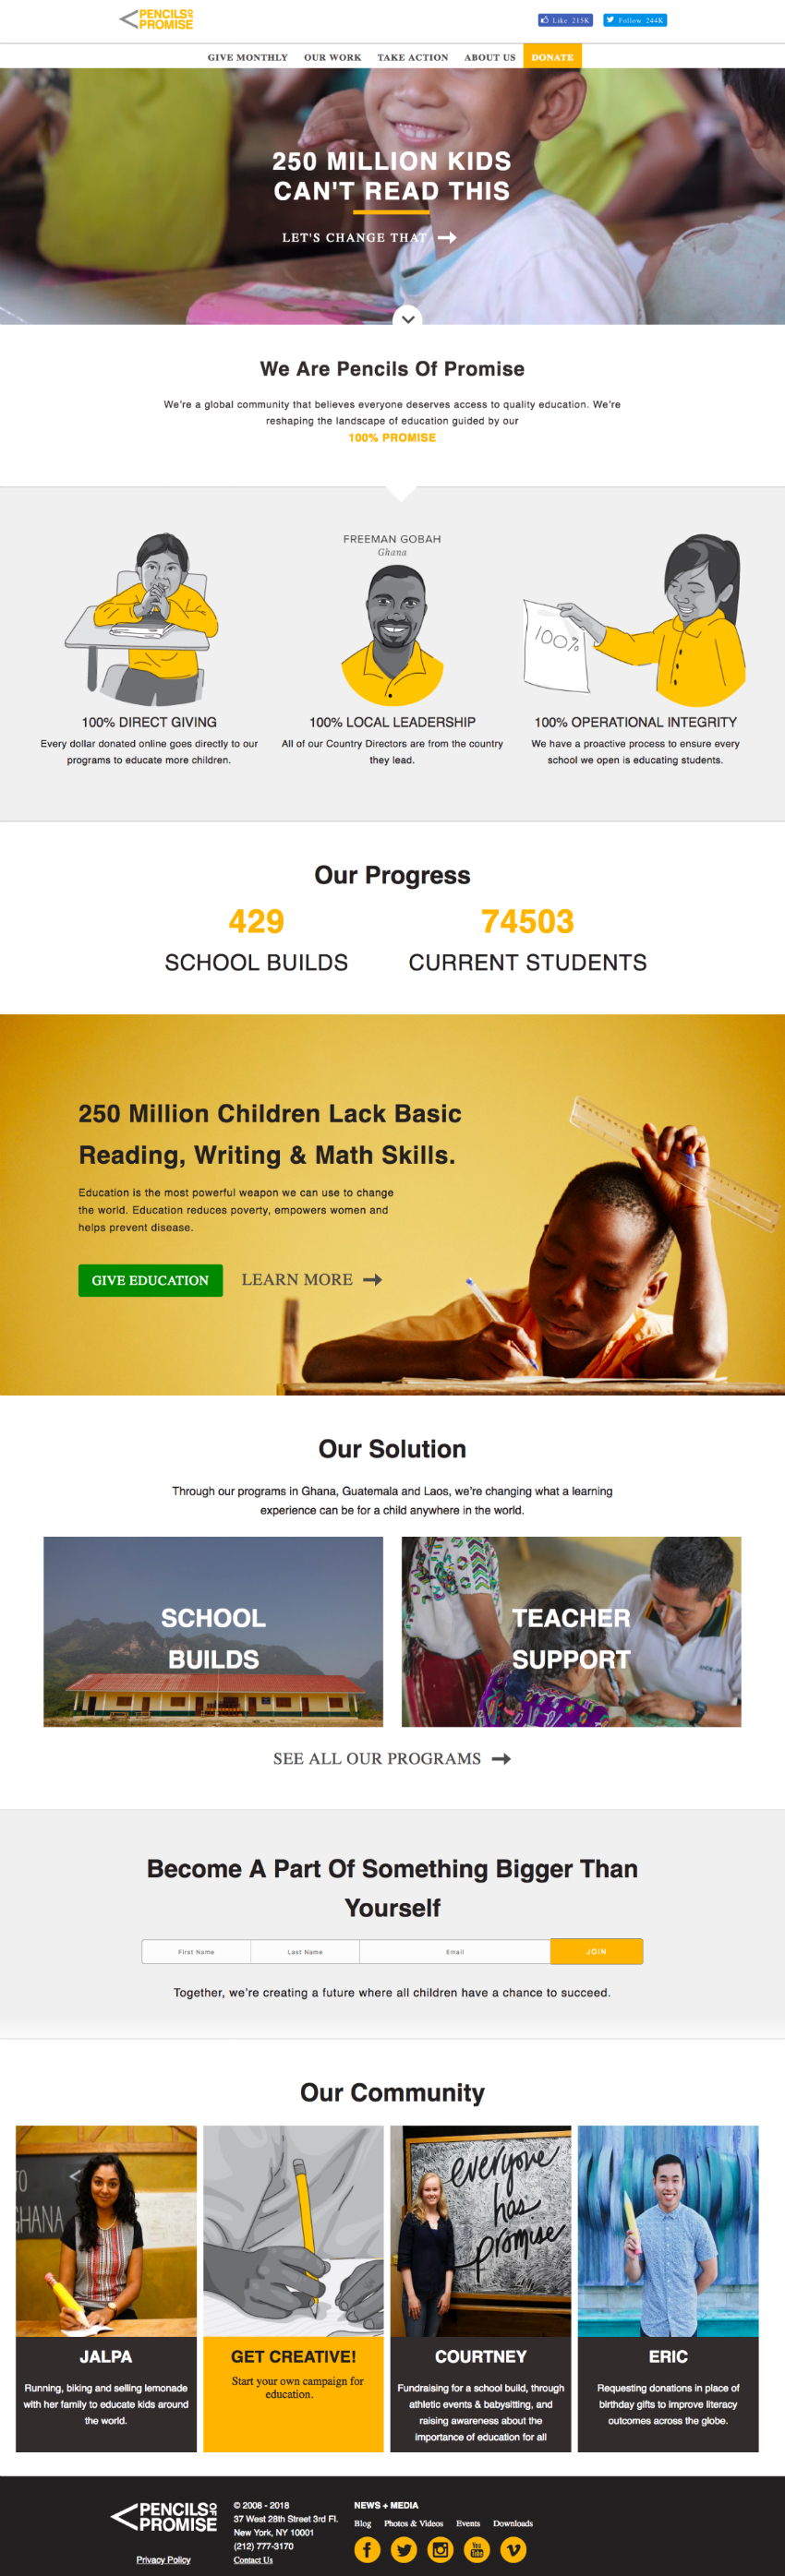 PENCILS OF
PROMISE
Like 215K
Follow 244K
GIVE MONTHLY OUR WORK TAKE ACTION ABOUT US DONATE
250 MILLION KIDS
CAN'T READ THIS
LET'S CHANGE THAT
We Are Pencils Of Promise
We're a global community that believes everyone deserves access to quality education. We're
reshaping the landscape of education guided by our
100% PROMISE
FREEMAN GOBAH
Ghana
100%
100% DIRECT GIVING
Every dollar donated online goes directly to our
programs to educate more children.
100% LOCAL LEADERSHIP
All of our Country Directors are from the country
they lead.
100% OPERATIONAL INTEGRITY
We have a proactive process to ensure every
school we open is educating students.
Our Progress
429
SCHOOL BUILDS
74503
CURRENT STUDENTS
250 Million Children Lack Basic
Reading, Writing & Math Skills.
Education is the most powerful weapon we can use to change
the world. Education reduces poverty, empowers women and
helps prevent disease.
GIVE EDUCATION
LEARN MORE
Our Solution
Through our programs in Ghana, Guatemala and Laos, we're changing what a learning
experience can be for a child anywhere in the world.
SCHOOL
BUILDS
TEACHER
SUPPORT
SEE ALL OUR PROGRAMS
Become A Part Of Something Bigger Than
Yourself
First Name Last Name Email JOIN
Together, we're creating a future where all children have a chance to succeed.
Our Community
TO
GHANA
JALPA
Running, biking and selling lemonade
with her family to educate kids around
the world.
GET CREATIVE!
Start your own campaign for
education.
everyone
has
promise
COURTNEY
Fundraising for a school build, through
athletic events & babysitting, and
raising awareness about the
importance of education for all
ERIC
Requesting donations in place of
birthday gifts to improve literacy
outcomes across the globe.
PENCILS OF
PROMISE
Privacy Policy
© 2008 - 2018
37 West 28th Street 3rd Fl.
New York, NY 10001
(212) 777-3170
Contact Us
NEWS + MEDIA
Blog Photos & Videos Events Downloads
You
Tube